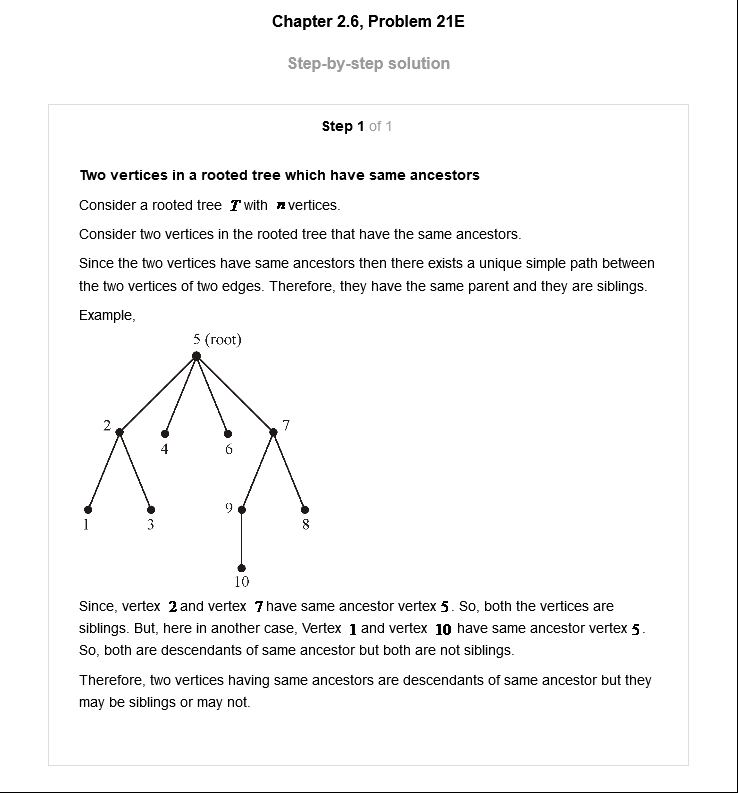 Chapter 2.6, Problem 21E
Step-by-step solution
Step 1 of 1
Two vertices in a rooted tree which have same ancestors
Consider a rooted tree T with n vertices.
Consider two vertices in the rooted tree that have the same ancestors.
Since the two vertices have same ancestors then there exists a unique simple path between
the two vertices of two edges. Therefore, they have the same parent and they are siblings.
Example,
5 (root)
2 7
4 6
9
1 3 8
10
Since, vertex 2 and vertex 7 have same ancestor vertex 5. So, both the vertices are
siblings. But, here in another case, Vertex 1 and vertex 10 have same ancestor vertex 5.
So, both are descendants of same ancestor but both are not siblings.
Therefore, two vertices having same ancestors are descendants of same ancestor but they
may be siblings or may not.